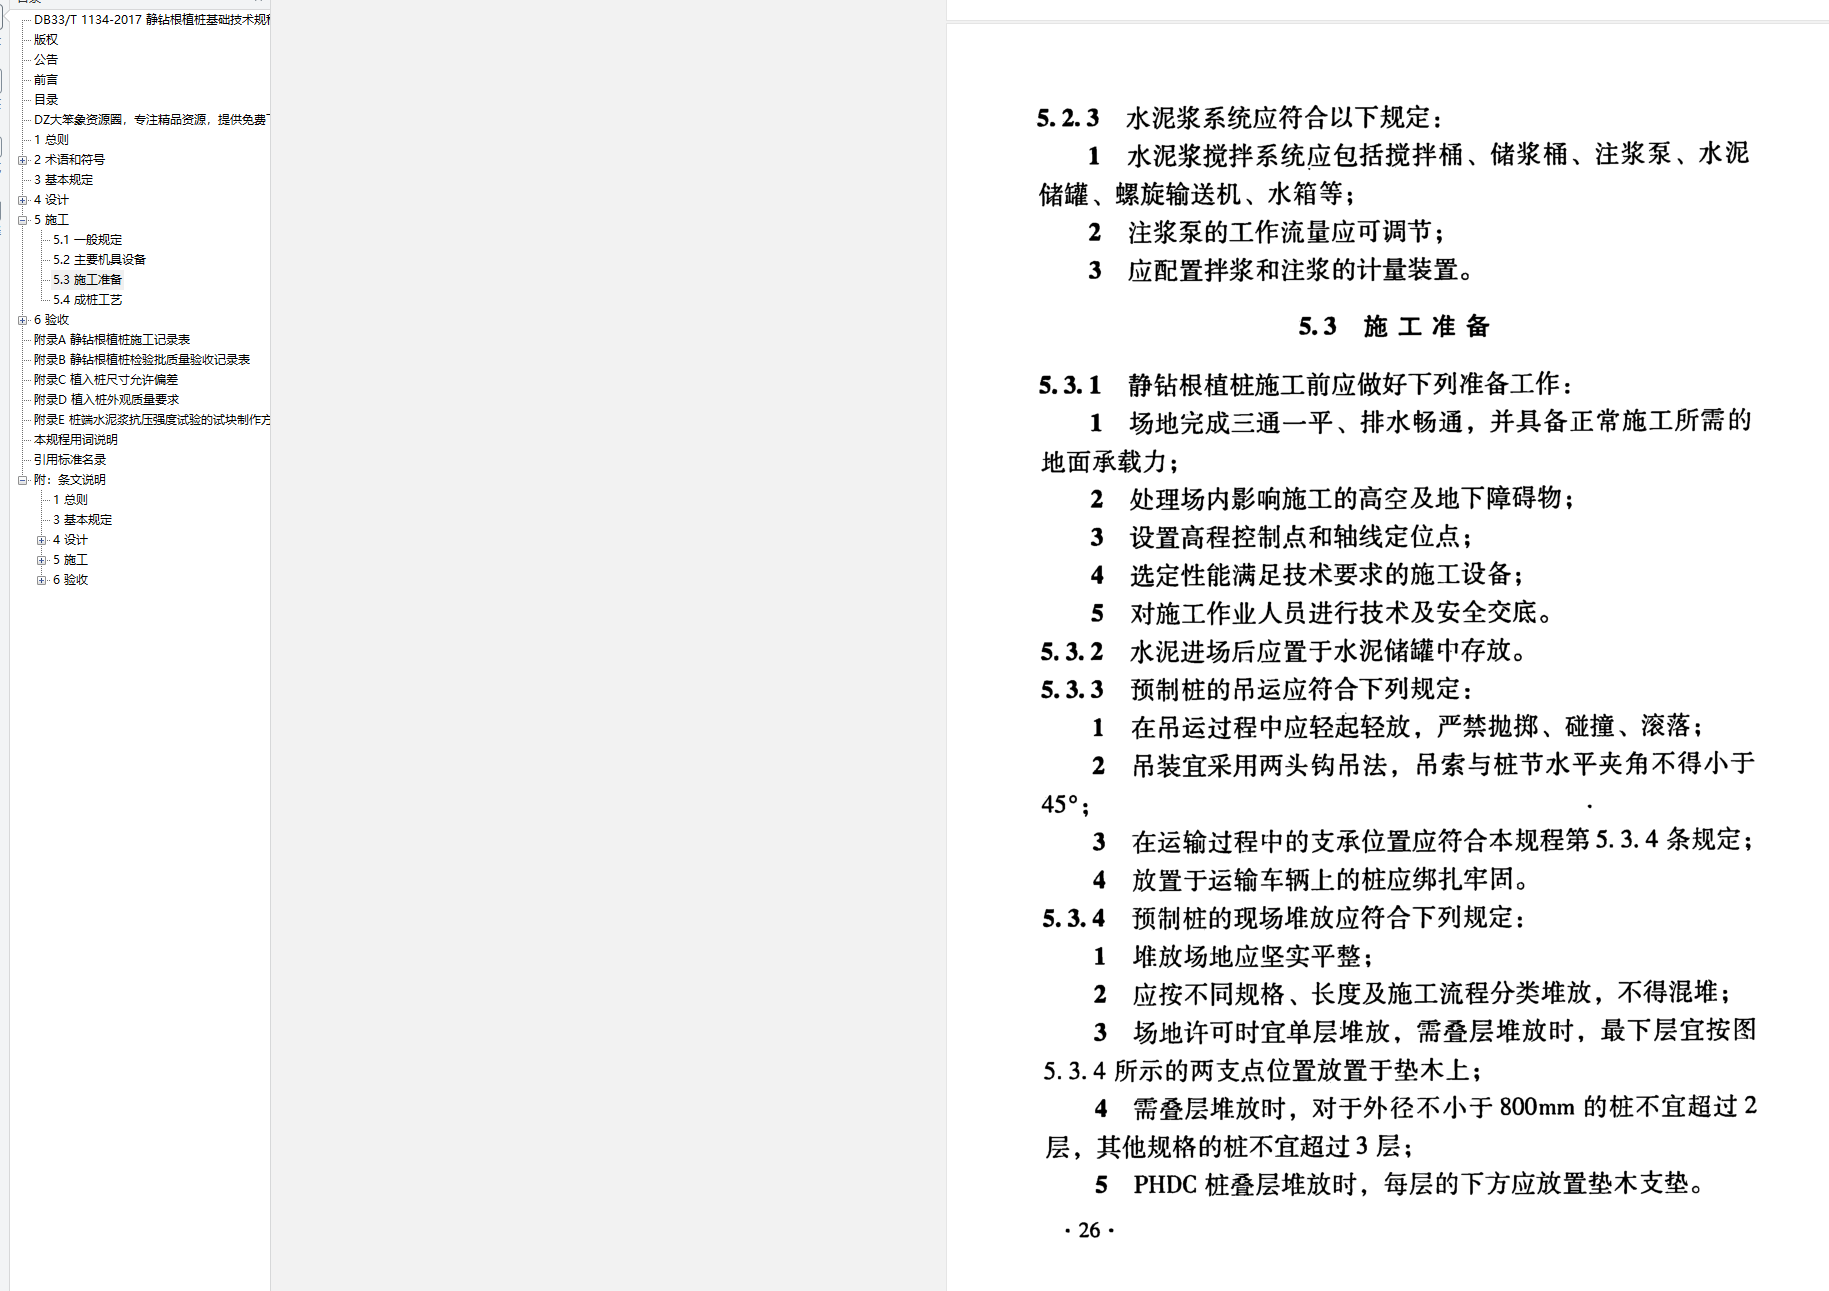 DB33/T 1134-2017 静钻根植桩基础技术规程
版权
公告
前言
目录
DZ大笨象资源圈，专注精品资源，提供免费下
1 总则
2 术语和符号
3 基本规定
4 设计
5 施工
5.1 一般规定
5.2 主要机具设备
5.3 施工准备
5.4 成桩工艺
6 验收
附录A 静钻根植桩施工记录表
附录B 静钻根植桩检验批质量验收记录表
附录C 植入桩尺寸允许偏差
附录D 植入桩外观质量要求
附录E 桩端水泥浆抗压强度试验的试块制作方
本规程用词说明
引用标准名录
附：条文说明
1 总则
3 基本规定
4 设计
5 施工
6 验收
5.2.3 水泥浆系统应符合以下规定：
1 水泥浆搅拌系统应包括搅拌桶、储浆桶、注浆泵、水泥
储罐、螺旋输送机、水箱等；
2 注浆泵的工作流量应可调节；
3 应配置拌浆和注浆的计量装置。
5.3 施工准备
5.3.1 静钻根植桩施工前应做好下列准备工作：
1 场地完成三通一平、排水畅通，并具备正常施工所需的
地面承载力；
2 处理场内影响施工的高空及地下障碍物；
3 设置高程控制点和轴线定位点；
4 选定性能满足技术要求的施工设备；
5 对施工作业人员进行技术及安全交底。
5.3.2 水泥进场后应置于水泥储罐中存放。
5.3.3 预制桩的吊运应符合下列规定：
1 在吊运过程中应轻起轻放，严禁抛掷、碰撞、滚落；
2 吊装宜采用两头钩吊法，吊索与桩节水平夹角不得小于
45°；
3 在运输过程中的支承位置应符合本规程第 5.3.4 条规定；
4 放置于运输车辆上的桩应绑扎牢固。
5.3.4 预制桩的现场堆放应符合下列规定：
1 堆放场地应坚实平整；
2 应按不同规格、长度及施工流程分类堆放，不得混堆；
3 场地许可时宜单层堆放，需叠层堆放时，最下层宜按图
5.3.4 所示的两支点位置放置于垫木上；
4 需叠层堆放时，对于外径不小于 800mm 的桩不宜超过 2
层，其他规格的桩不宜超过 3 层；
5 PHDC 桩叠层堆放时，每层的下方应放置垫木支垫。
· 26 ·